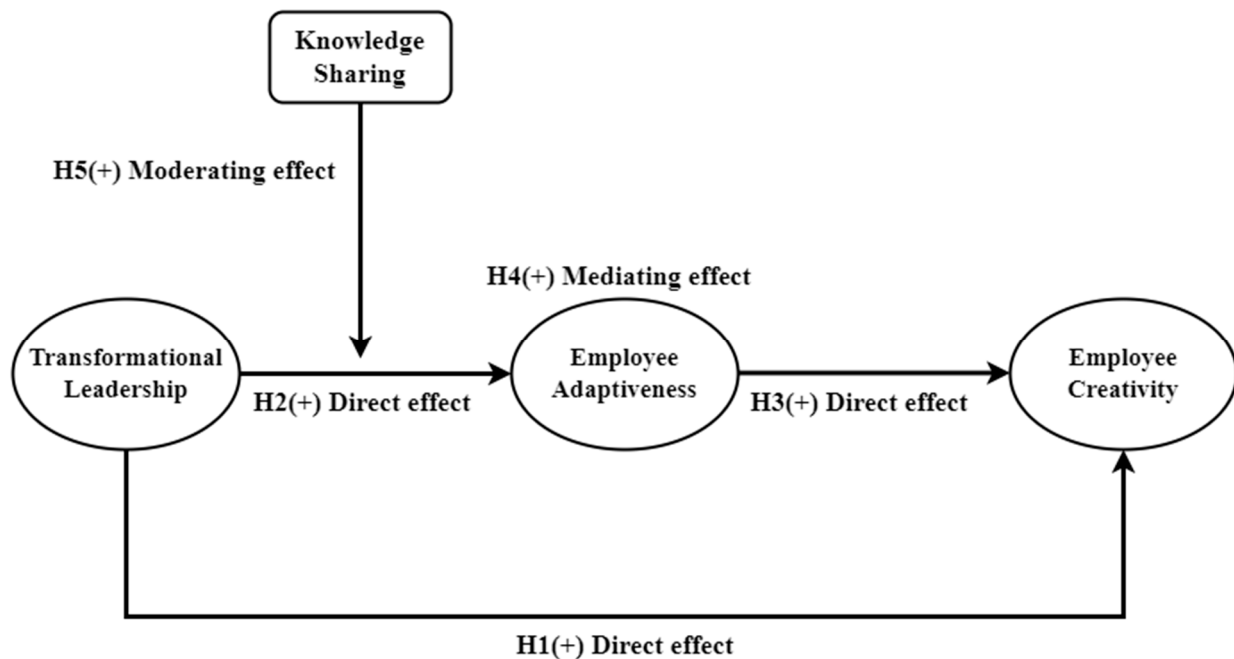 Knowledge
Sharing
H5(+) Moderating effect
H4(+) Mediating effect
Transformational
Leadership
H2(+) Direct effect
Employee
Adaptiveness
H3(+) Direct effect
Employee
Creativity
H1(+) Direct effect